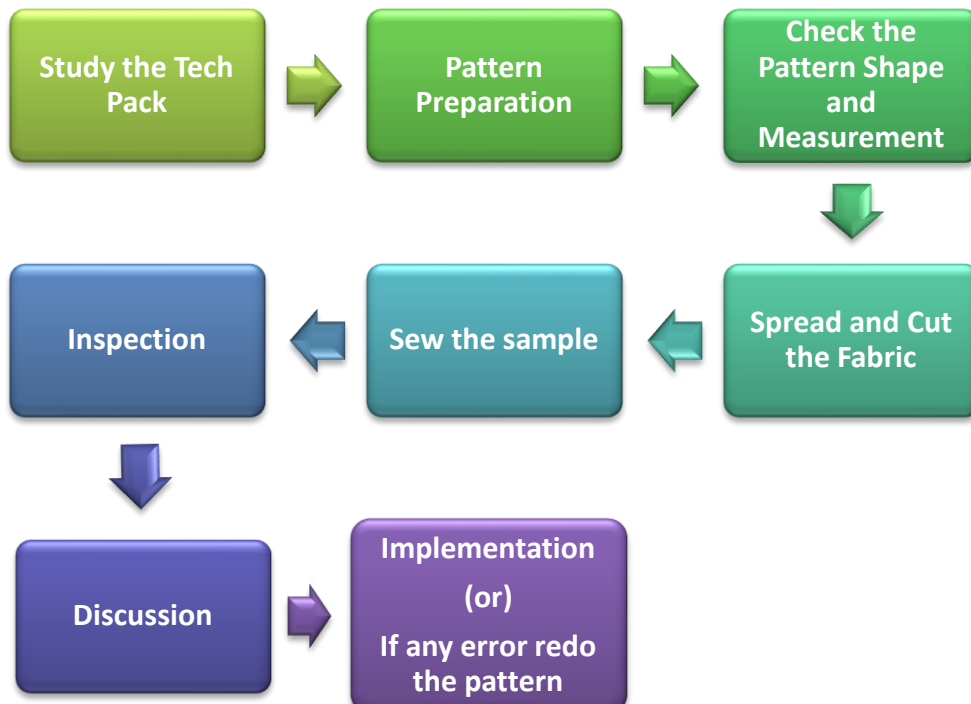 Study the Tech
Pack
Pattern
Preparation
Check the
Pattern Shape
and
Measurement
Spread and Cut
the Fabric
Sew the sample
Inspection
Discussion
Implementation
(or)
If any error redo
the pattern